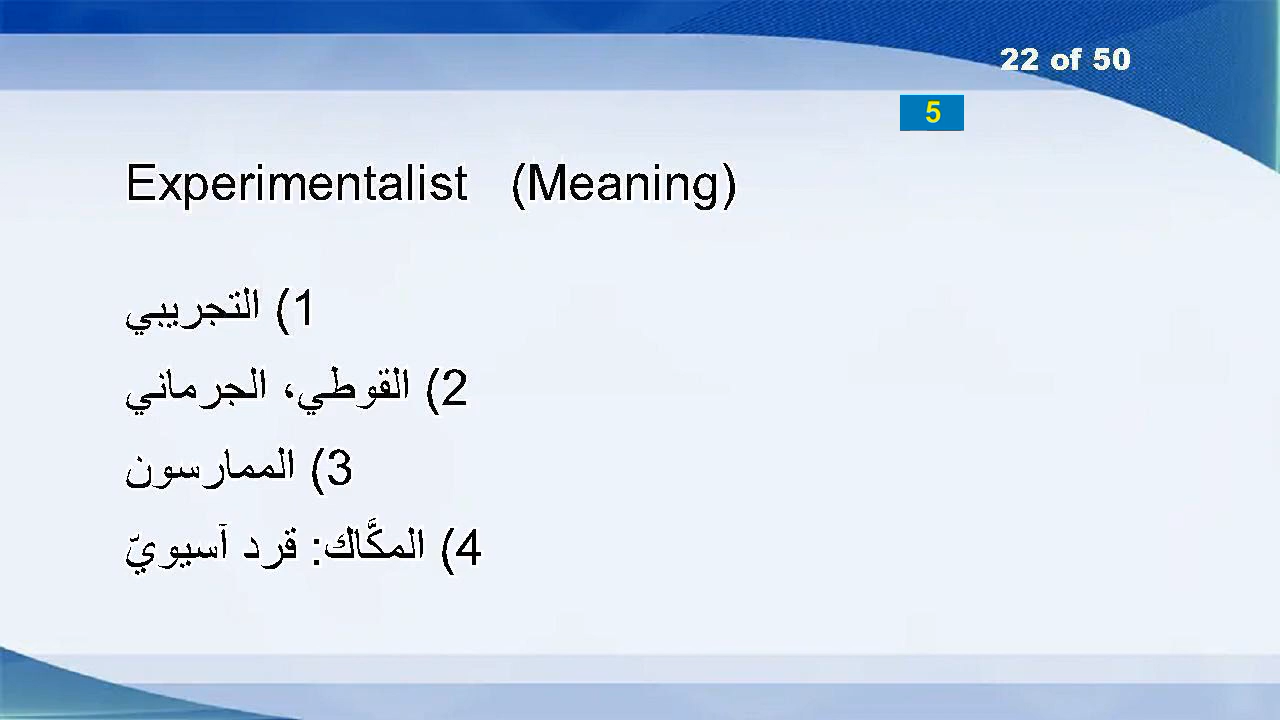 22 of 50
5
Experimentalist (Meaning)
1) التجريبي
2) القوطي، الجرماني
3) الممارسون
4) المكَّاك: قرد آسيويّ